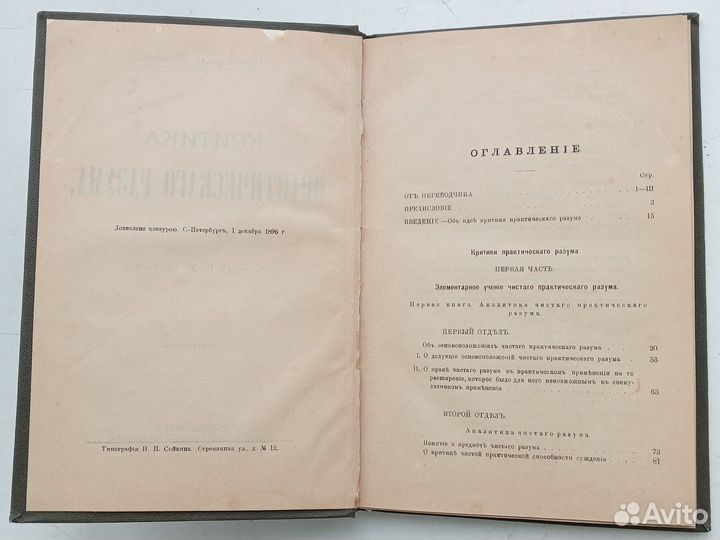 Дозволено цензурою. С.-Петербургъ, 1 декабря 1896 г.
Типографія П. П. Сойкина. Стремянная ул., д. № 12.
ОГЛАВЛЕНІЕ
Стр.
ОТЪ ПЕРЕВОДЧИКА I—III
ПРЕДИСЛОВІЕ 3
ВВЕДЕНІЕ.—Объ идеѣ критики практическаго разума 15
Критики практическаго разума
ПЕРВАЯ ЧАСТЬ.
Элементарное ученіе чистаго практическаго разума.
Первая книга. Аналитика чистаго практическаго
разума.
ПЕРВЫЙ ОТДѢЛЪ.
Объ основоположеніяхъ чистаго практическаго разума 20
I. О дедукціи основоположеній чистаго практическаго разума 53
II. О правѣ чистаго разума въ практическомъ примѣненіи на то
расширеніе, которое было для него невозможнымъ въ спеку-
лятивномъ примѣненіи 63
ВТОРОЙ ОТДѢЛЪ.
Аналитика чистаго разума.
Понятіе о предметѣ чистаго разума 73
О критикѣ чистой практической способности сужденія 81
Avito